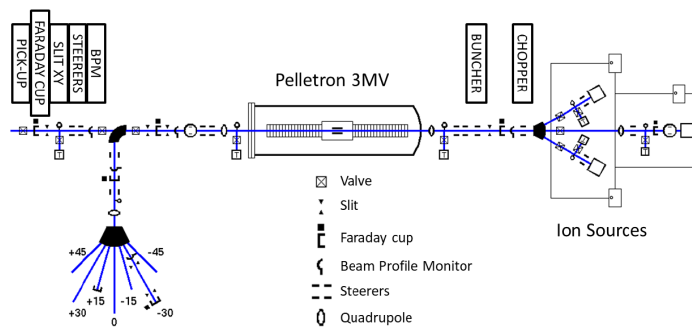 PICK-UP
FARADAY CUP
SLIT XY
STEERERS
BPM
BUNCHER
CHOPPER
Pelletron 3MV
T
T
T
T
Valve
Slit
Faraday cup
Beam Profile Monitor
Steerers
Quadrupole
Ion Sources
+45
-45
+15
-15
+30
-30
0